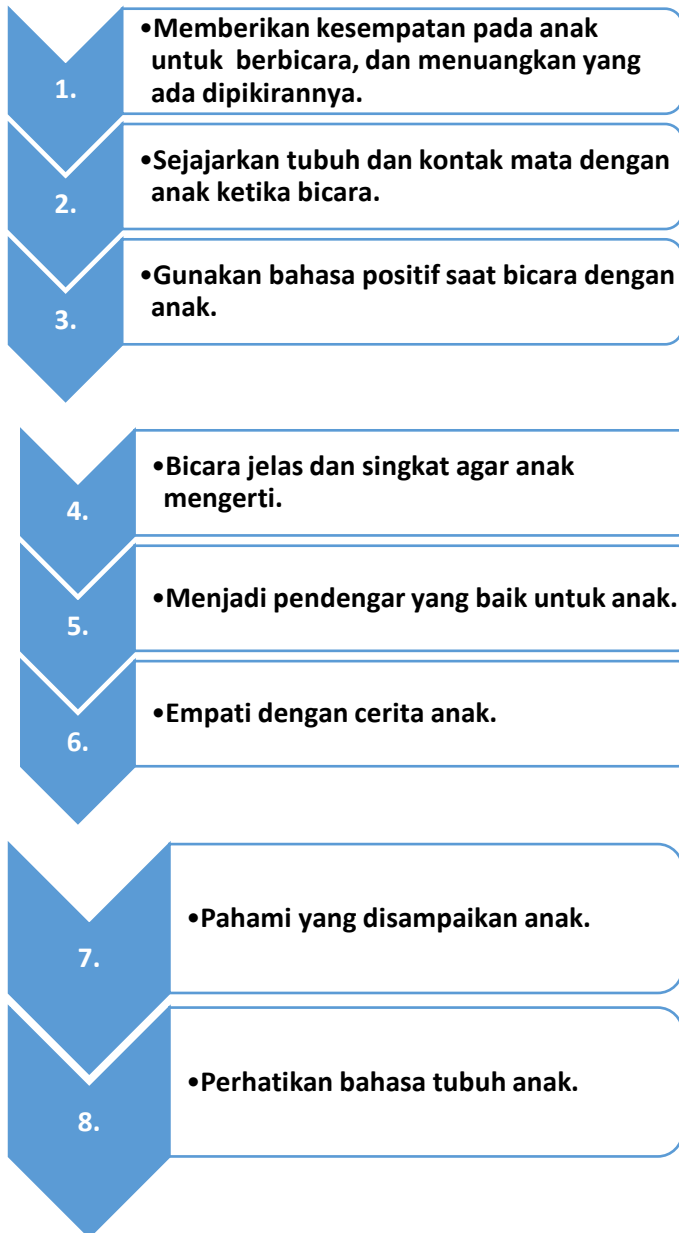 1.
•Memberikan kesempatan pada anak
untuk berbicara, dan menuangkan yang
ada dipikirannya.
2.
•Sejajarkan tubuh dan kontak mata dengan
anak ketika bicara.
3.
•Gunakan bahasa positif saat bicara dengan
anak.
4.
•Bicara jelas dan singkat agar anak
mengerti.
5.
•Menjadi pendengar yang baik untuk anak.
6.
•Empati dengan cerita anak.
7.
•Pahami yang disampaikan anak.
8.
•Perhatikan bahasa tubuh anak.